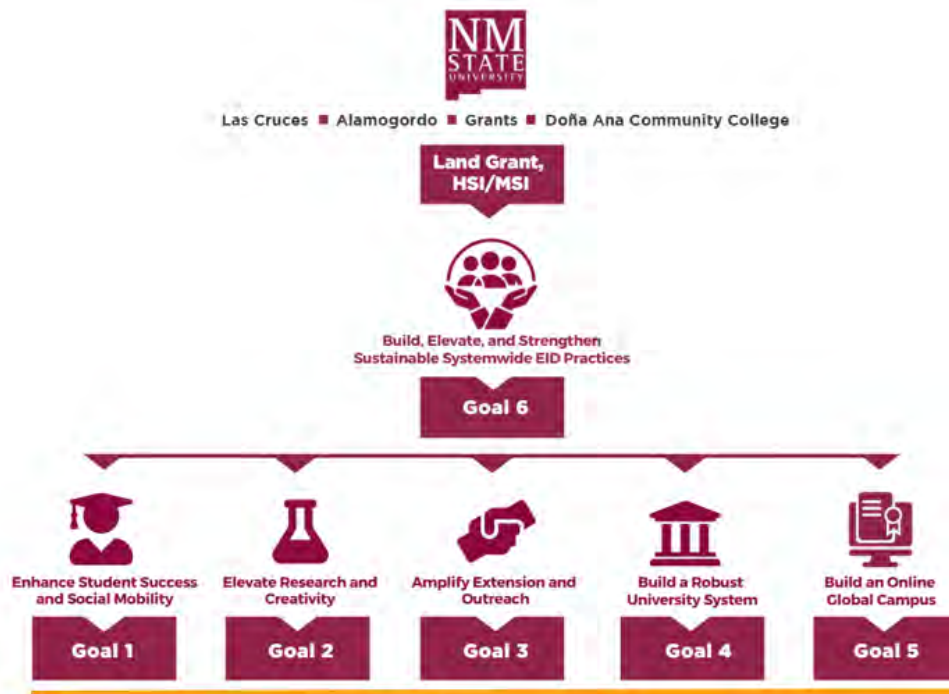 NM
STATE
UNIVERSITY
Las Cruces ■ Alamogordo ■ Grants ■ Doña Ana Community College
Land Grant,
HSI/MSI
Build, Elevate, and Strengthen
Sustainable Systemwide EID Practices
Goal 6
Enhance Student Success
and Social Mobility
Goal 1
Elevate Research and
Creativity
Goal 2
Amplify Extension and
Outreach
Goal 3
Build a Robust
University System
Goal 4
Build an Online
Global Campus
Goal 5